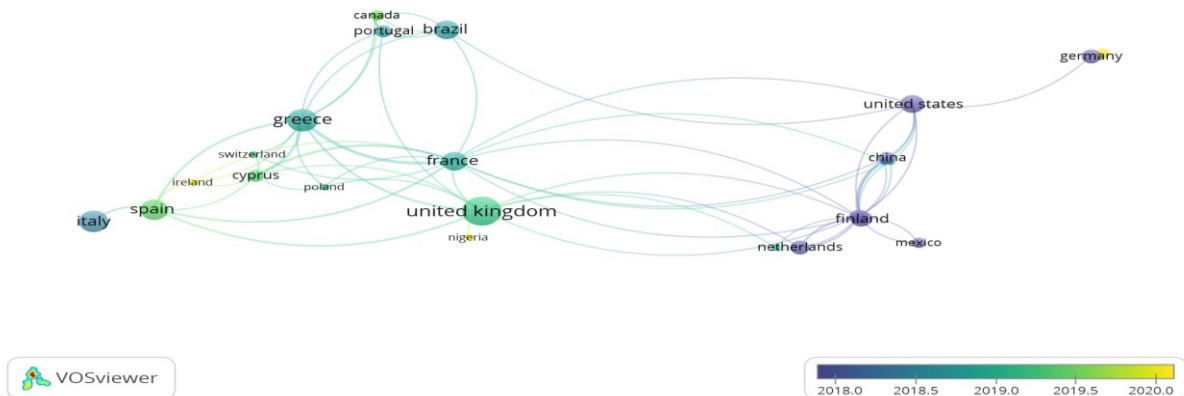 canada
portugal
brazil
germany
united states
greece
switzerland
france
china
cyprus
ireland
poland
spain
united kingdom
italy
finland
nigeria
netherlands
mexico
VOSviewer
2018.0 2018.5 2019.0 2019.5 2020.0